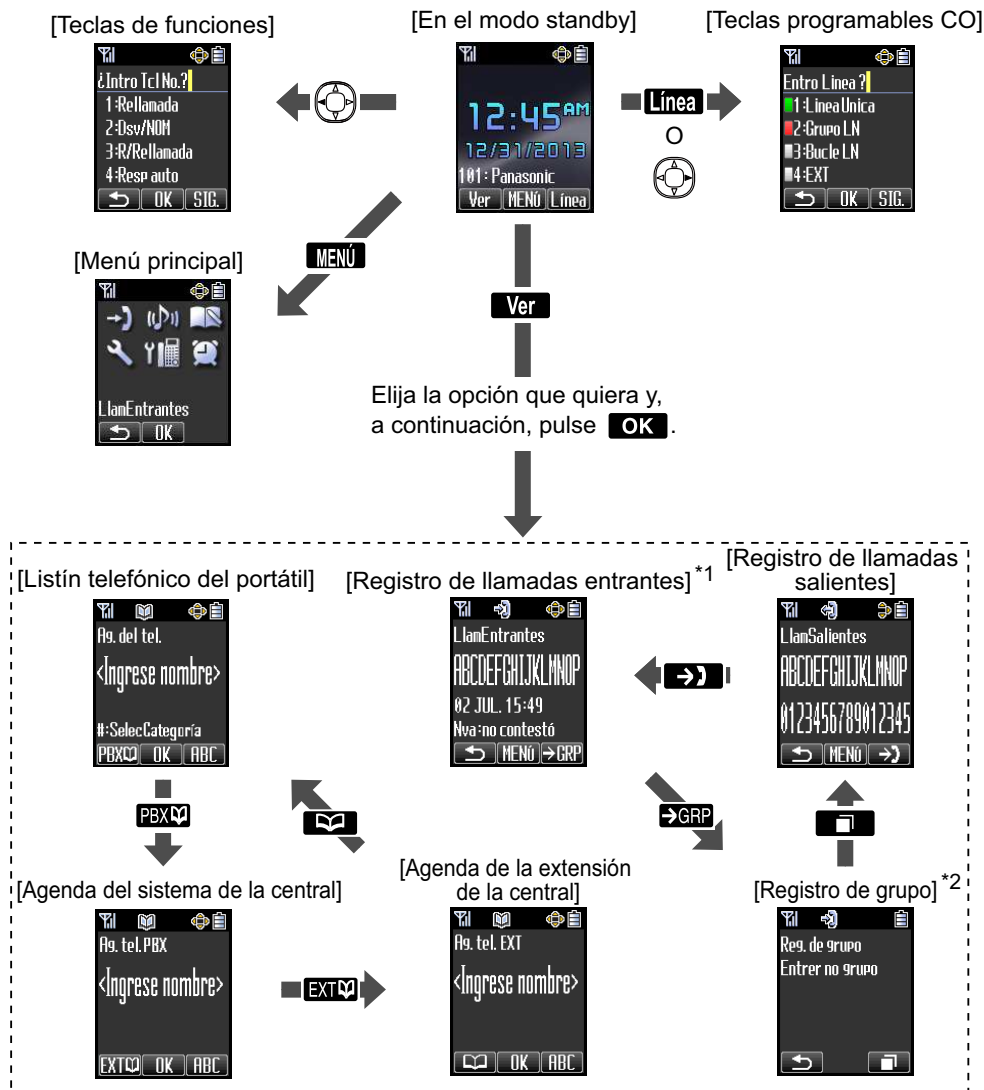 [Teclas de funciones]
[En el modo standby]
[Teclas programables CO]
¿Intro Tcl No.?
1:Rellamada
2:Dsv/NOM
3:R/Rellamada
4:Resp auto
OK
SIG.
12:45AM
12/31/2013
101: Panasonic
Ver
MENÚ
Línea
Línea
O
Entro Linea ?
1:LineaUnica
2:Grupo LN
3:Bucle LN
4:EXT
OK
SIG.
MENÚ
[Menú principal]
LlamEntrantes
OK
Ver
Elija la opción que quiera y,
a continuación, pulse OK .
[Listín telefónico del portátil]
[Registro de llamadas entrantes] *1
[Registro de llamadas
salientes]
Ag. del tel.
<Ingrese nombre>
#:SelecCategoría
PBX
OK
ABC
LlamEntrantes
ABCDEFGHIJKLMNOP
02 JUL. 15:49
Nva:no contestó
MENÚ
→GRP
LlamSalientes
ABCDEFGHIJKLMNOP
0123456789012345
MENÚ
PBX
→GRP
[Agenda del sistema de la central]
[Agenda de la extensión
de la central]
[Registro de grupo] *2
Ag. tel. PBX
<Ingrese nombre>
EXT
OK
ABC
EXT
Ag. tel. EXT
<Ingrese nombre>
OK
ABC
Reg. de grupo
Entrer no grupo